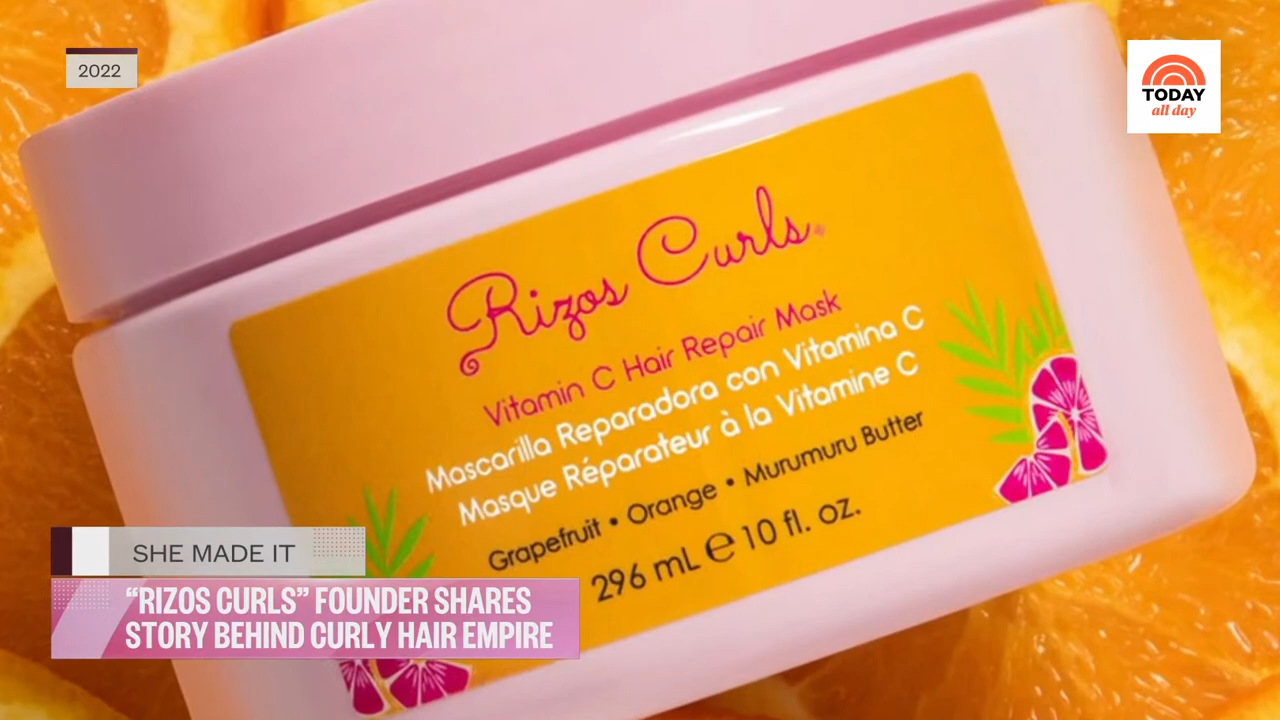 2022
TODAY
all day
Rizos Curls
Vitamin C Hair Repair Mask
Mascarilla Reparadora con Vitamina C
Masque Réparateur à la Vitamine C
Grapefruit • Orange • Murumuru Butter
296 mL ℮ 10 fl. oz.
SHE MADE IT
“RIZOS CURLS” FOUNDER SHARES
STORY BEHIND CURLY HAIR EMPIRE